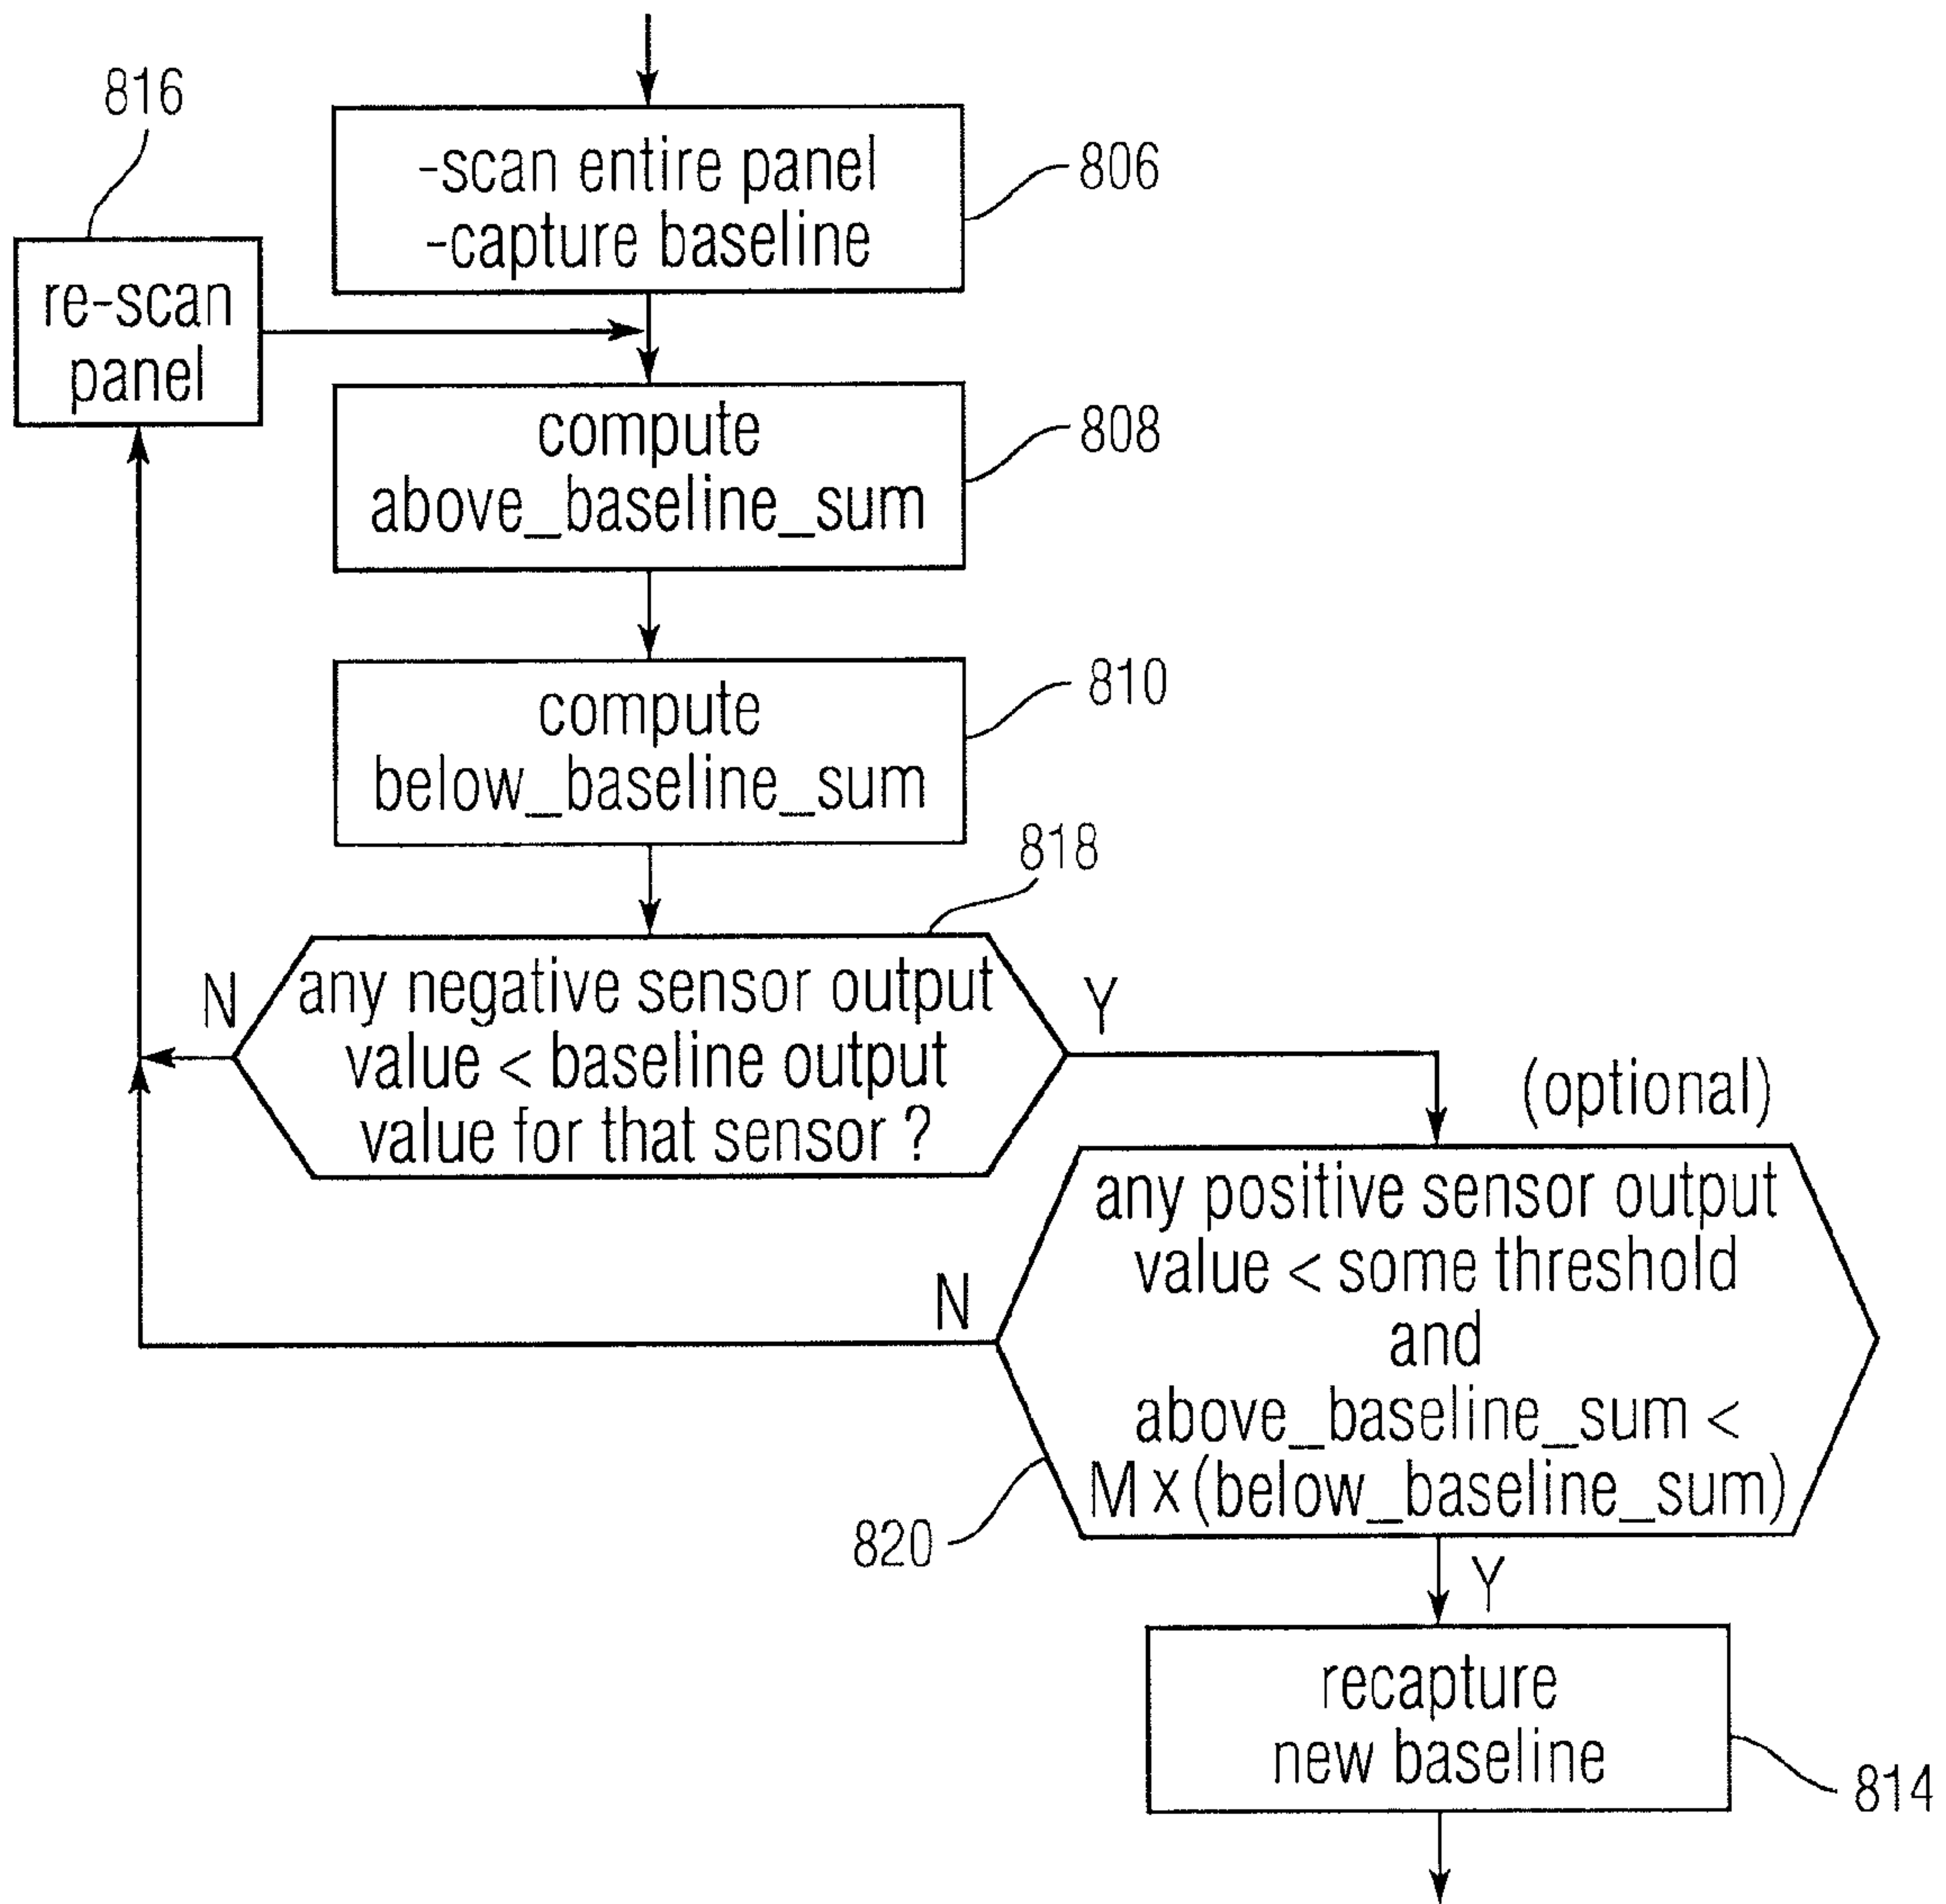 816
-scan entire panel
-capture baseline
806
re-scan
panel
compute
above_baseline_sum
808
compute
below_baseline_sum
810
818
any negative sensor output
value < baseline output
value for that sensor ?
N
Y
(optional)
any positive sensor output
value < some threshold
and
above_baseline_sum <
M x (below_baseline_sum)
N
820
Y
recapture
new baseline
814